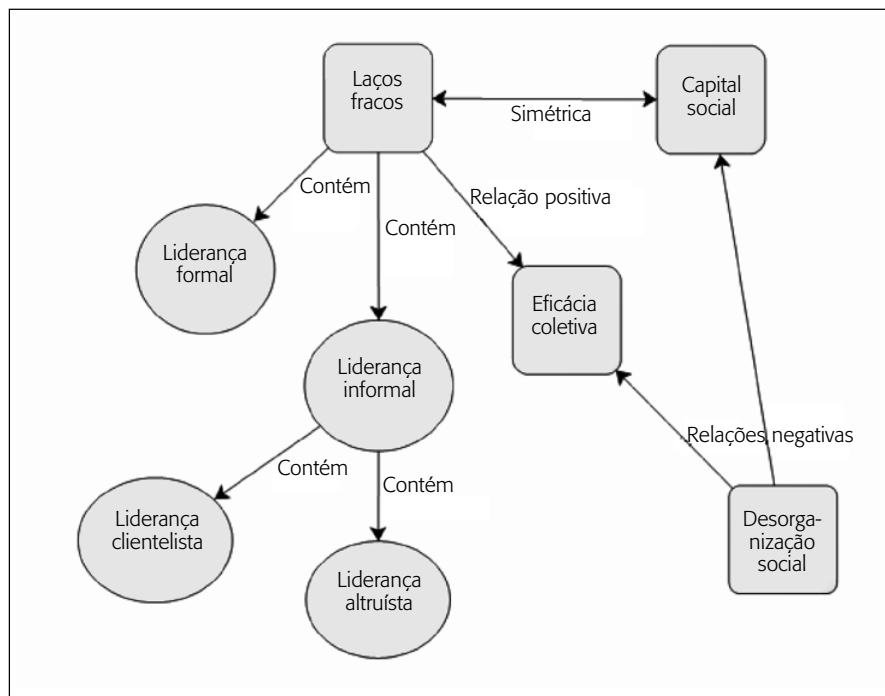 Laços
fracos
Capital
social
Simétrica
Contém
Relação positiva
Contém
Liderança
formal
Eficácia
coletiva
Liderança
informal
Relações negativas
Contém
Contém
Liderança
clientelista
Desorga-
nização
social
Liderança
altruísta